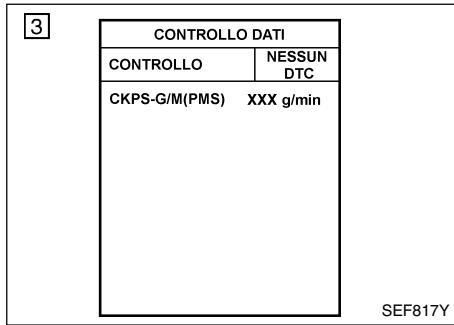 3
CONTROLLO DATI
CONTROLLO
NESSUN
DTC
CKPS-G/M(PMS) XXX g/min
SEF817Y